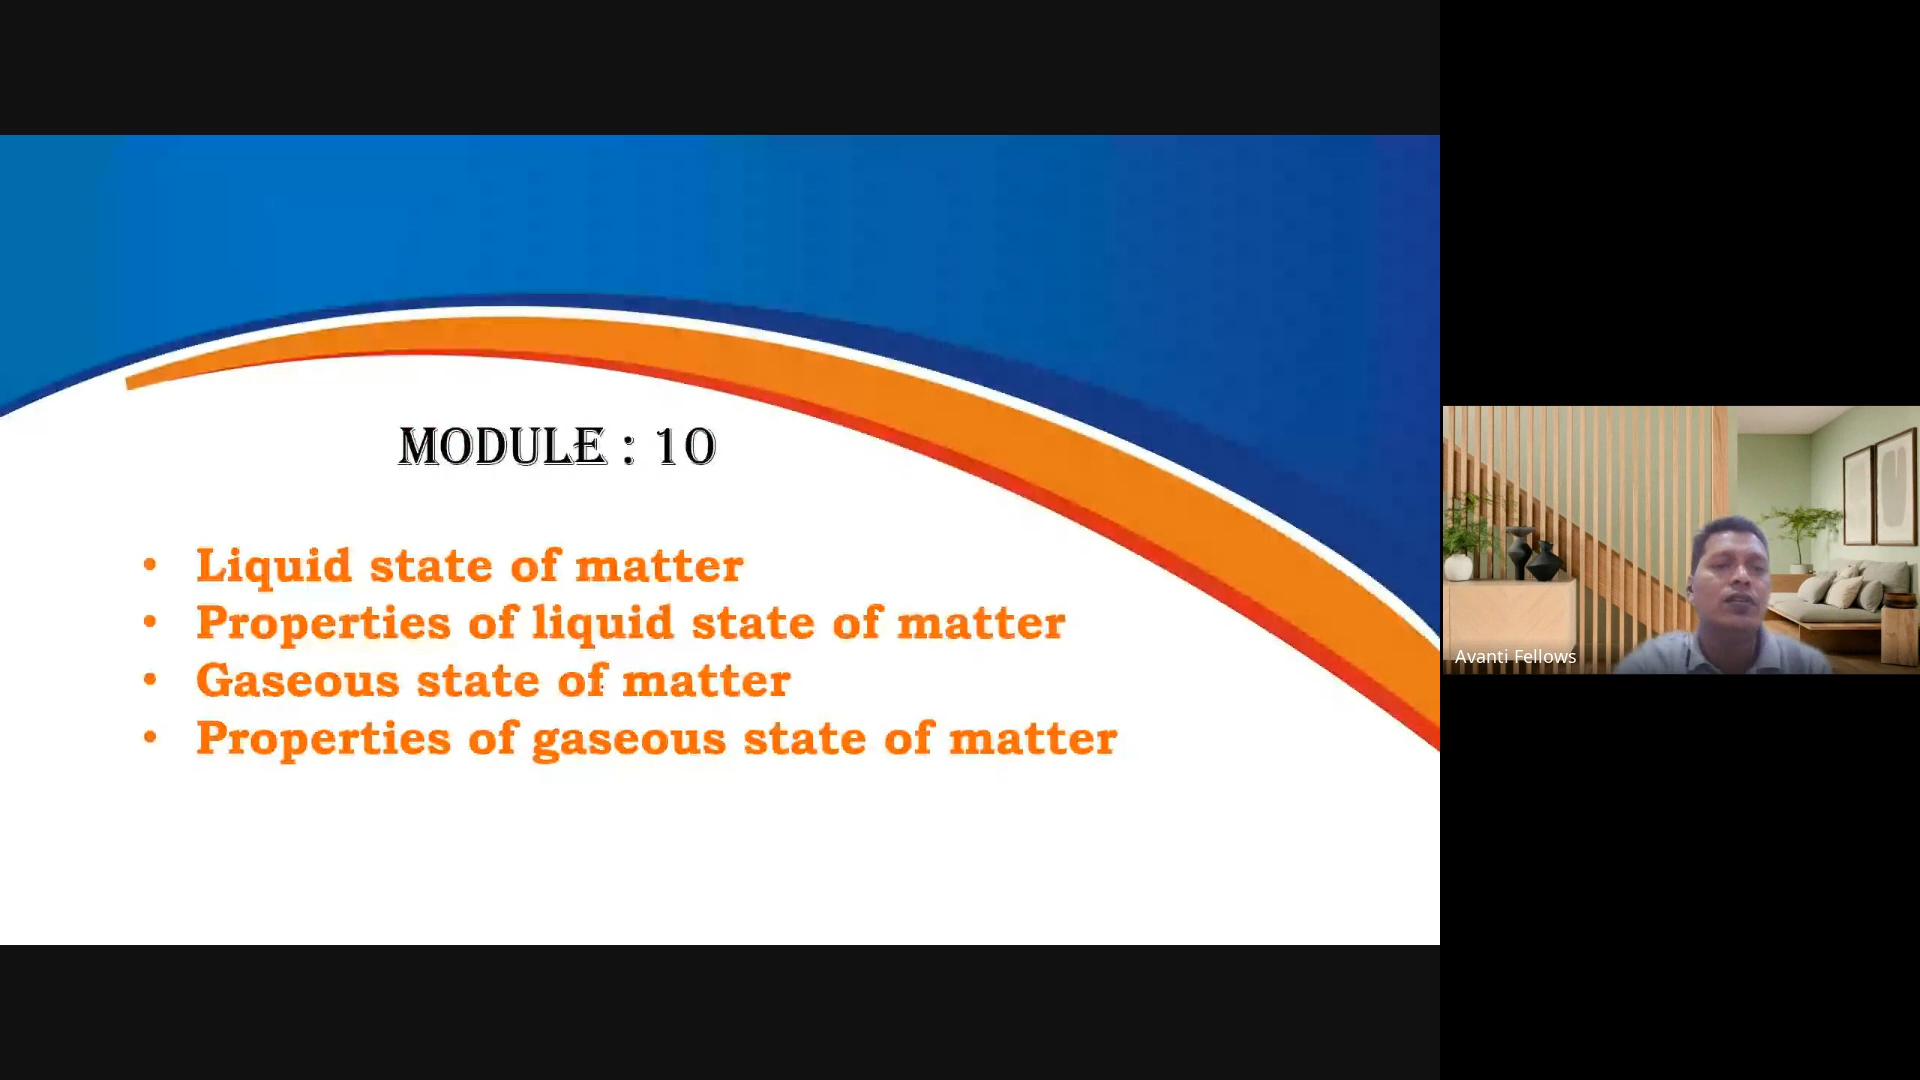 MODULE : 10
• Liquid state of matter
• Properties of liquid state of matter
• Gaseous state of matter
• Properties of gaseous state of matter
Avanti Fellows